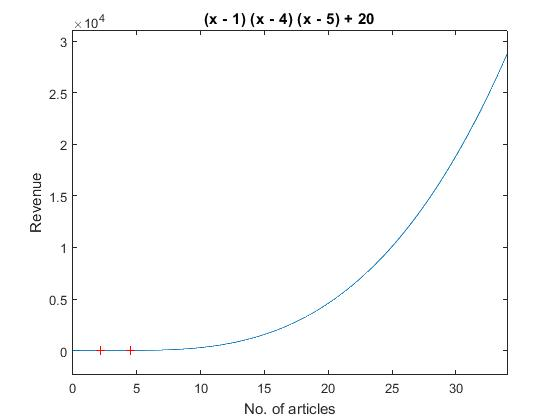 (x - 1) (x - 4) (x - 5) + 20
×10^4
3
2.5
2
1.5
1
0.5
0
Revenue
0 5 10 15 20 25 30
No. of articles